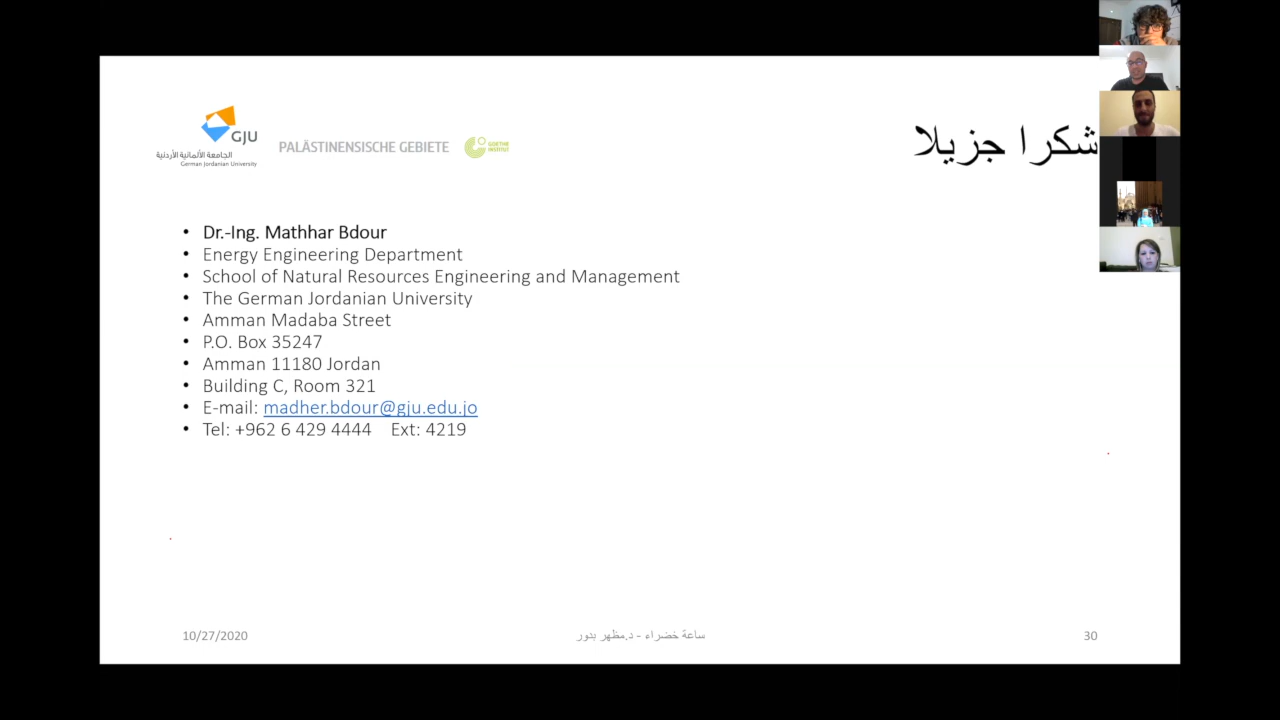 GJU
الجامعة الألمانية الأردنية
German Jordanian University
PALÄSTINENSISCHE GEBIETE
GOETHE
INSTITUT
شكرا جزيلا
• Dr.-Ing. Mathhar Bdour
• Energy Engineering Department
• School of Natural Resources Engineering and Management
• The German Jordanian University
• Amman Madaba Street
• P.O. Box 35247
• Amman 11180 Jordan
• Building C, Room 321
• E-mail: madher.bdour@gju.edu.jo
• Tel: +962 6 429 4444 Ext: 4219
10/27/2020
ساعة خضراء - د.مظهر بدور
30